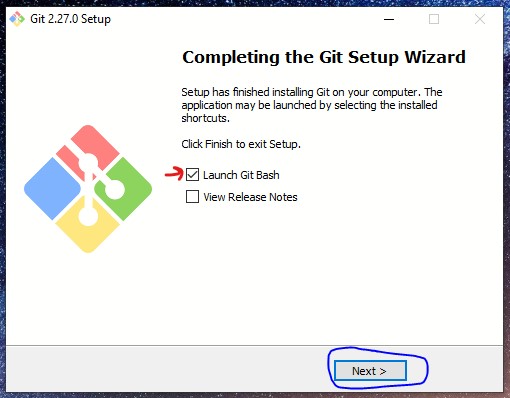 Git 2.27.0 Setup
Completing the Git Setup Wizard
Setup has finished installing Git on your computer. The
application may be launched by selecting the installed
shortcuts.
Click Finish to exit Setup.
Launch Git Bash
View Release Notes
Next >